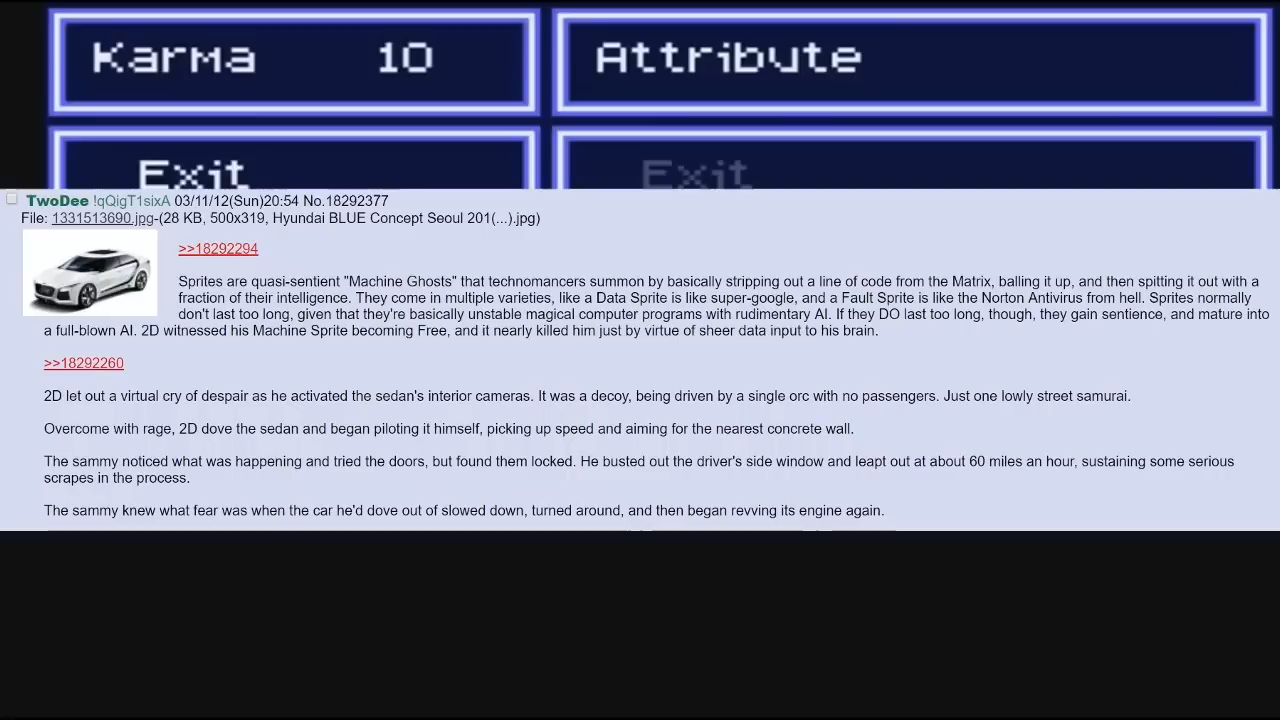 Karma 10 Attribute
Exit Exit
TwoDee !qQigT1sixA 03/11/12(Sun)20:54 No.18292377
File: 1331513690.jpg-(28 KB, 500x319, Hyundai BLUE Concept Seoul 201(...).jpg)
>>18292294
Sprites are quasi-sentient "Machine Ghosts" that technomancers summon by basically stripping out a line of code from the Matrix, balling it up, and then spitting it out with a
fraction of their intelligence. They come in multiple varieties, like a Data Sprite is like super-google, and a Fault Sprite is like the Norton Antivirus from hell. Sprites normally
don't last too long, given that they're basically unstable magical computer programs with rudimentary AI. If they DO last too long, though, they gain sentience, and mature into
a full-blown AI. 2D witnessed his Machine Sprite becoming Free, and it nearly killed him just by virtue of sheer data input to his brain.
>>18292260
2D let out a virtual cry of despair as he activated the sedan's interior cameras. It was a decoy, being driven by a single orc with no passengers. Just one lowly street samurai.
Overcome with rage, 2D dove the sedan and began piloting it himself, picking up speed and aiming for the nearest concrete wall.
The sammy noticed what was happening and tried the doors, but found them locked. He busted out the driver's side window and leapt out at about 60 miles an hour, sustaining some serious
scrapes in the process.
The sammy knew what fear was when the car he'd dove out of slowed down, turned around, and then began revving its engine again.